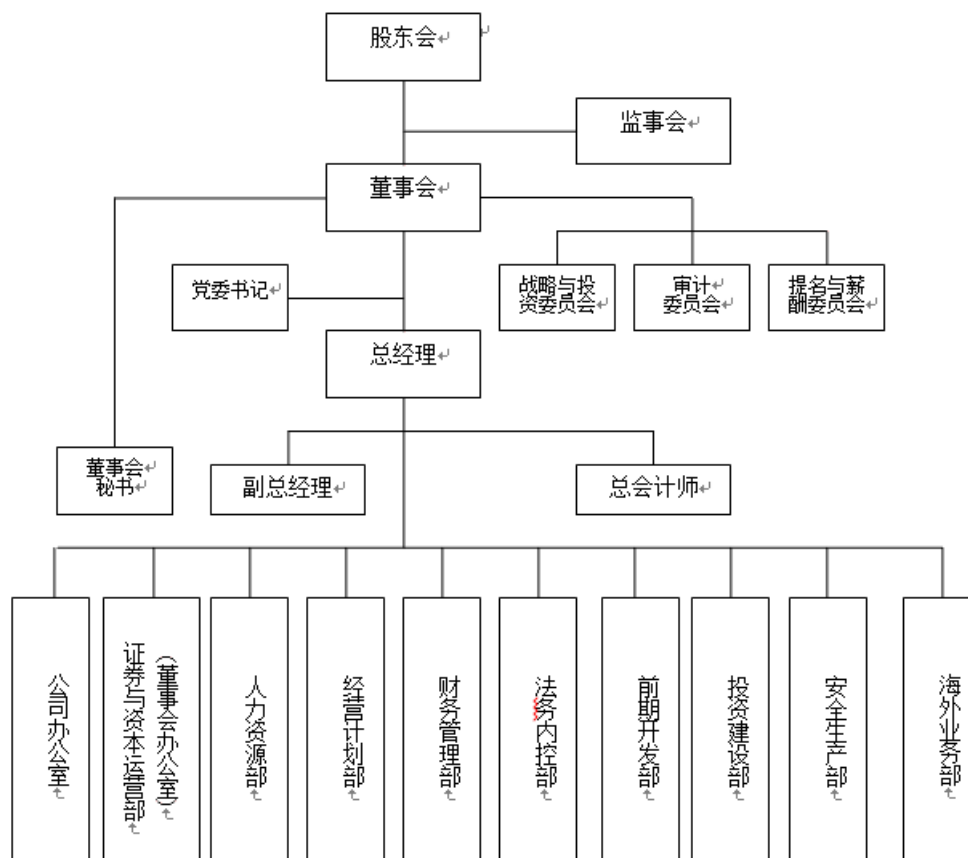 股东会
监事会
董事会
党委书记
战略与投
资委员会
审计
委员会
提名与薪
酬委员会
总经理
董事会
秘书
副总经理
总会计师
公司办公室
(董事会办公室)
证券与资本运营部
人力资源部
经营计划部
财务管理部
法务内控部
前期开发部
投资建设部
安全生产部
海外业务部